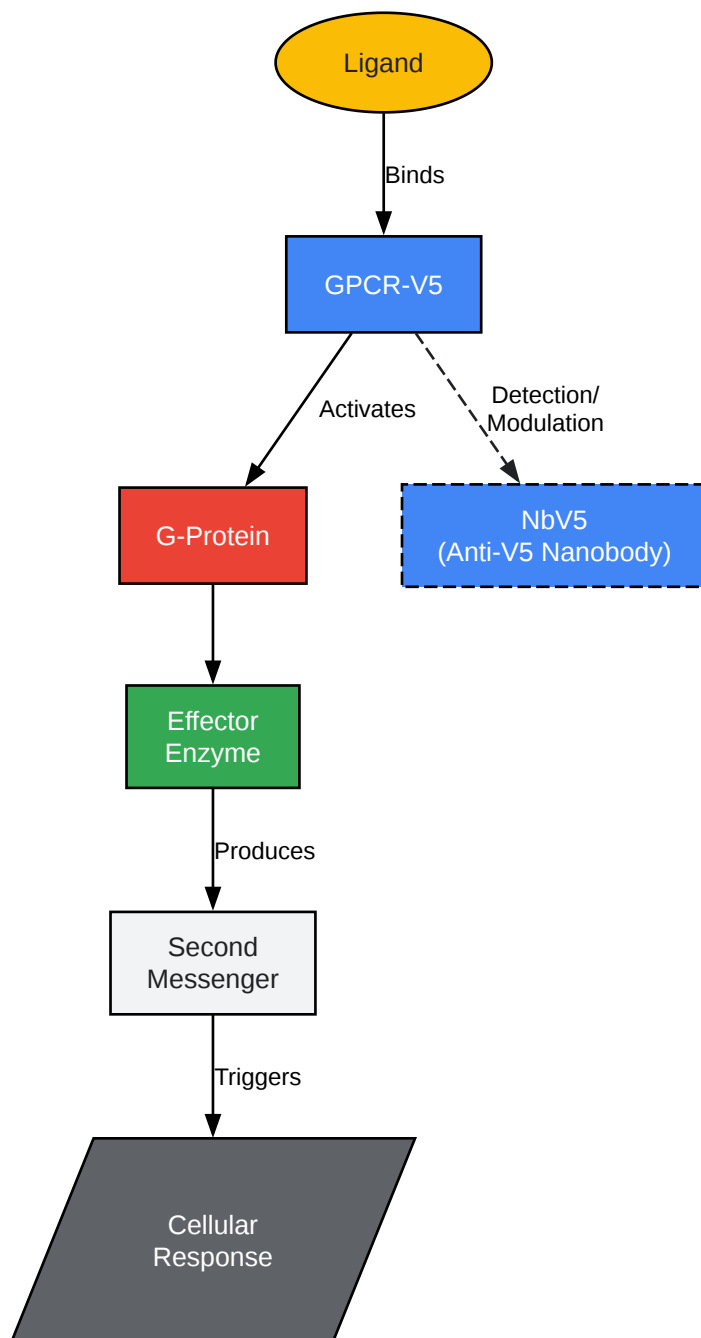 Ligand
Binds
GPCR-V5
Activates
Detection/
Modulation
G-Protein
NbV5
(Anti-V5 Nanobody)
Effector
Enzyme
Produces
Second
Messenger
Triggers
Cellular
Response